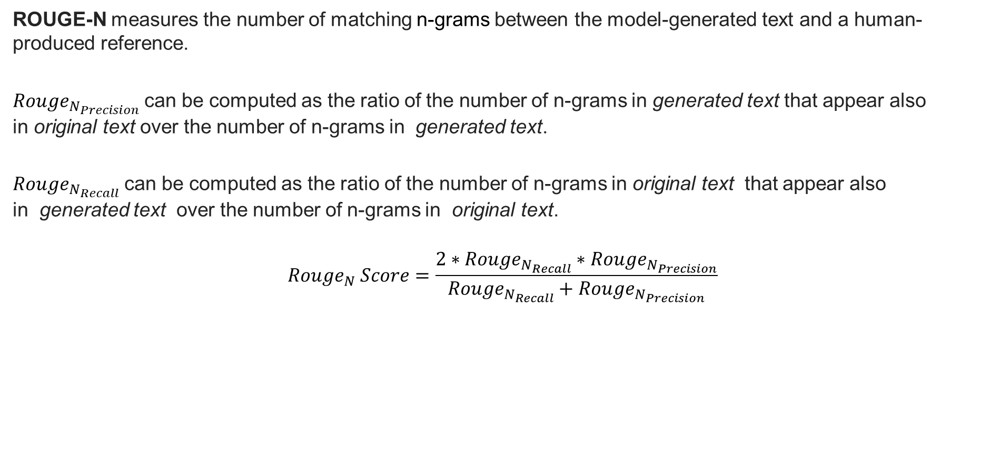 ROUGE-N measures the number of matching n-grams between the model-generated text and a human-
produced reference.
Rouge_{N_{Precision}} can be computed as the ratio of the number of n-grams in generated text that appear also
in original text over the number of n-grams in generated text.
Rouge_{N_{Recall}} can be computed as the ratio of the number of n-grams in original text that appear also
in generated text over the number of n-grams in original text.
Rouge_N Score = \frac{2 * Rouge_{N_{Recall}} * Rouge_{N_{Precision}}}{Rouge_{N_{Recall}} + Rouge_{N_{Precision}}}